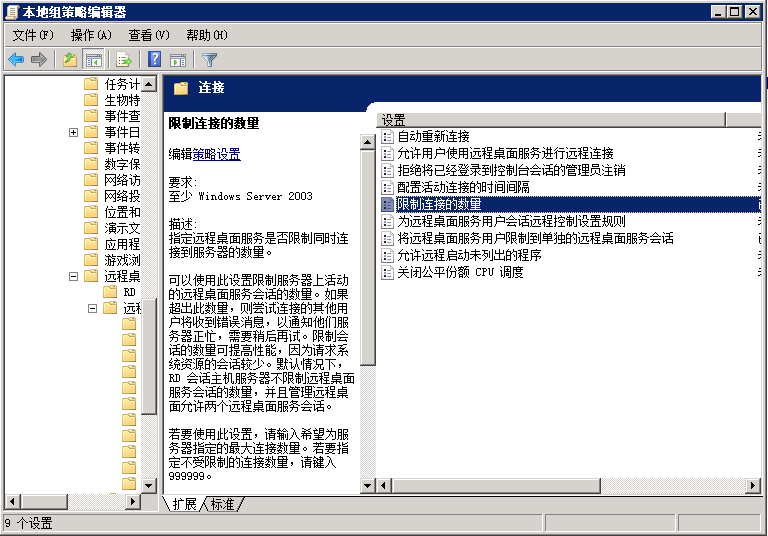 本地组策略编辑器
文件(F) 操作(A) 查看(V) 帮助(H)
任务计
生物特
事件查
事件日
事件转
数字保
网络访
网络投
位置和
演示文
应用程
游戏浏
远程桌
RD
远程
连接
限制连接的数量
编辑策略设置
要求:
至少 Windows Server 2003
描述:
指定远程桌面服务是否限制同时连
接到服务器的数量。
可以使用此设置限制服务器上活动
的远程桌面服务会话的数量。如果
超出此数量，则尝试连接的其他用
户将收到错误消息，以通知他们服
务器正忙，需要稍后再试。限制会
话的数量可提高性能，因为请求系
统资源的会话较少。默认情况下，
RD 会话主机服务器不限制远程桌面
服务会话的数量，并且管理远程桌
面允许两个远程桌面服务会话。
若要使用此设置，请输入希望为服
务器指定的最大连接数量。若要指
定不受限制的连接数量，请键入
999999。
设置
自动重新连接
允许用户使用远程桌面服务进行远程连接
拒绝将已经登录到控制台会话的管理员注销
配置活动连接的时间间隔
限制连接的数量
为远程桌面服务用户会话远程控制设置规则
将远程桌面服务用户限制到单独的远程桌面服务会话
允许远程启动未列出的程序
关闭公平份额 CPU 调度
扩展 标准
9 个设置